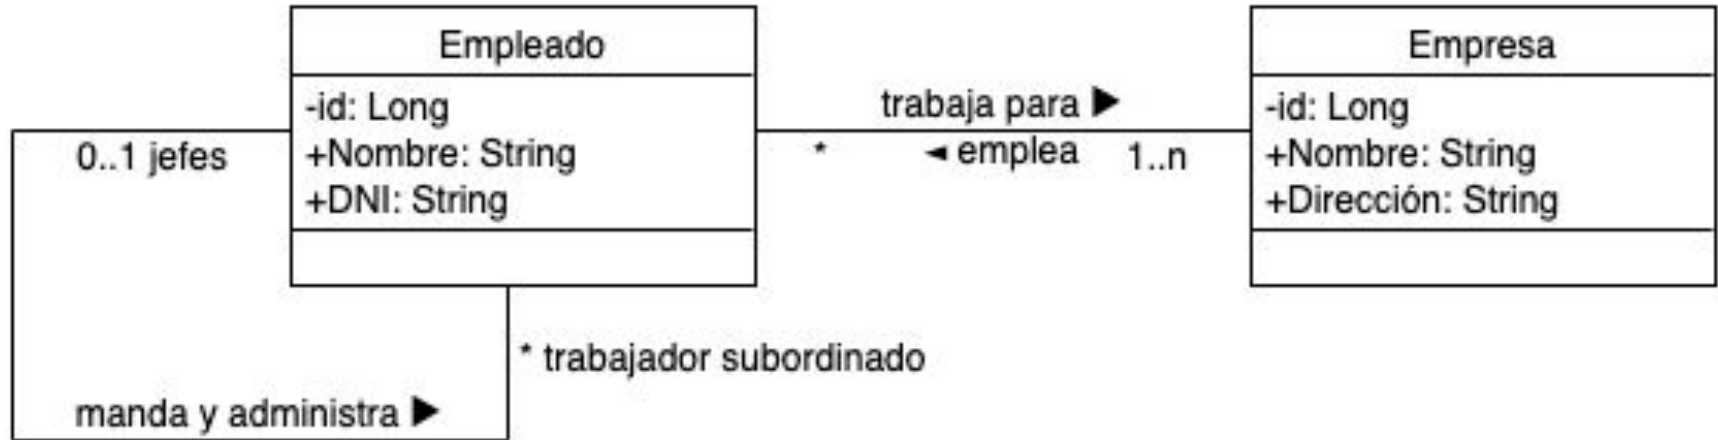 Empleado
-id: Long
+Nombre: String
+DNI: String
Empresa
-id: Long
+Nombre: String
+Dirección: String
trabaja para ▶
* ◄ emplea 1..n
0..1 jefes
* trabajador subordinado
manda y administra ▶